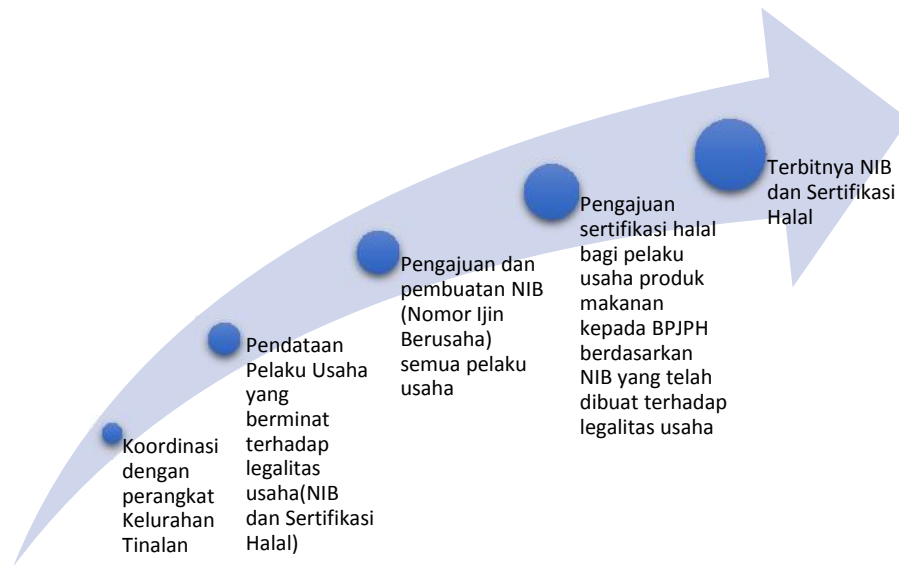 Koordinasi
dengan
perangkat
Kelurahan
Tinalan
Pendataan
Pelaku Usaha
yang
berminat
terhadap
legalitas
usaha(NIB
dan Sertifikasi
Halal)
Pengajuan dan
pembuatan NIB
(Nomor Ijin
Berusaha)
semua pelaku
usaha
Pengajuan
sertifikasi halal
bagi pelaku
usaha produk
makanan
kepada BPJPH
berdasarkan
NIB yang telah
dibuat terhadap
legalitas usaha
Terbitnya NIB
dan Sertifikasi
Halal